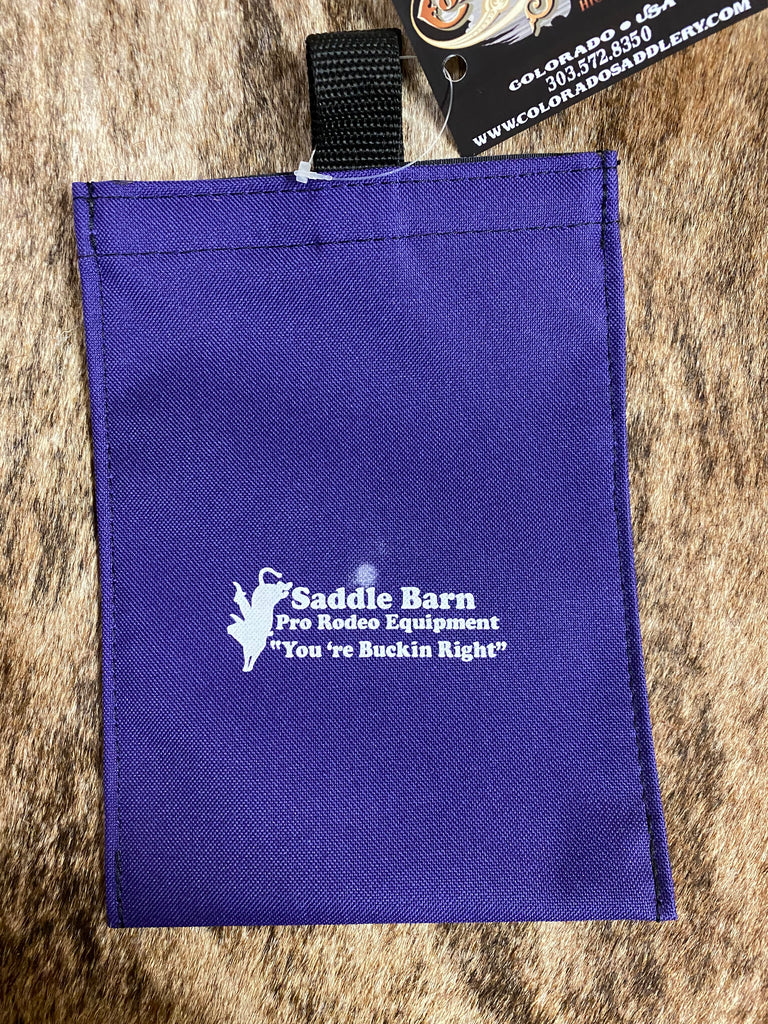 COLORADO • USA
303.572.8350
WWW.COLORADOSADDLERY.COM
Saddle Barn
Pro Rodeo Equipment
"You 're Buckin Right"